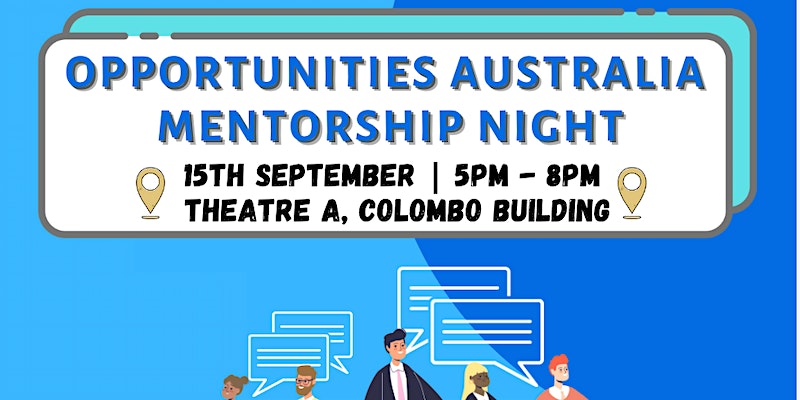 OPPORTUNITIES AUSTRALIA
MENTORSHIP NIGHT
15TH SEPTEMBER | 5PM - 8PM
THEATRE A, COLOMBO BUILDING